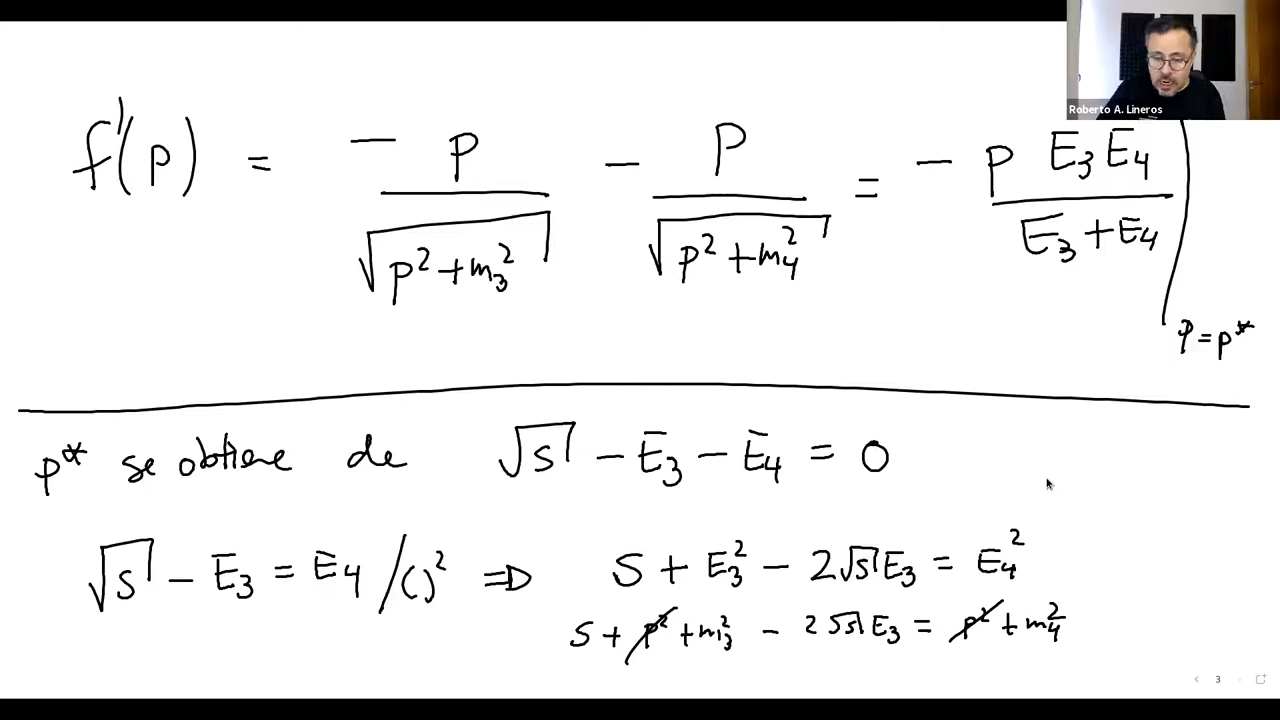 Roberto A. Lineros
f'(p) = -p/√(p² + m₃²) - p/√(p² + m₄²) = - p E₃E₄/(E₃ + E₄) |p = p*
p* se obtiene de √s - E₃ - E₄ = 0
√s - E₃ = E₄ /( )² ⇒ S + E₃² - 2√s E₃ = E₄²
S + p² + m₃² - 2√s E₃ = p² + m₄²
3